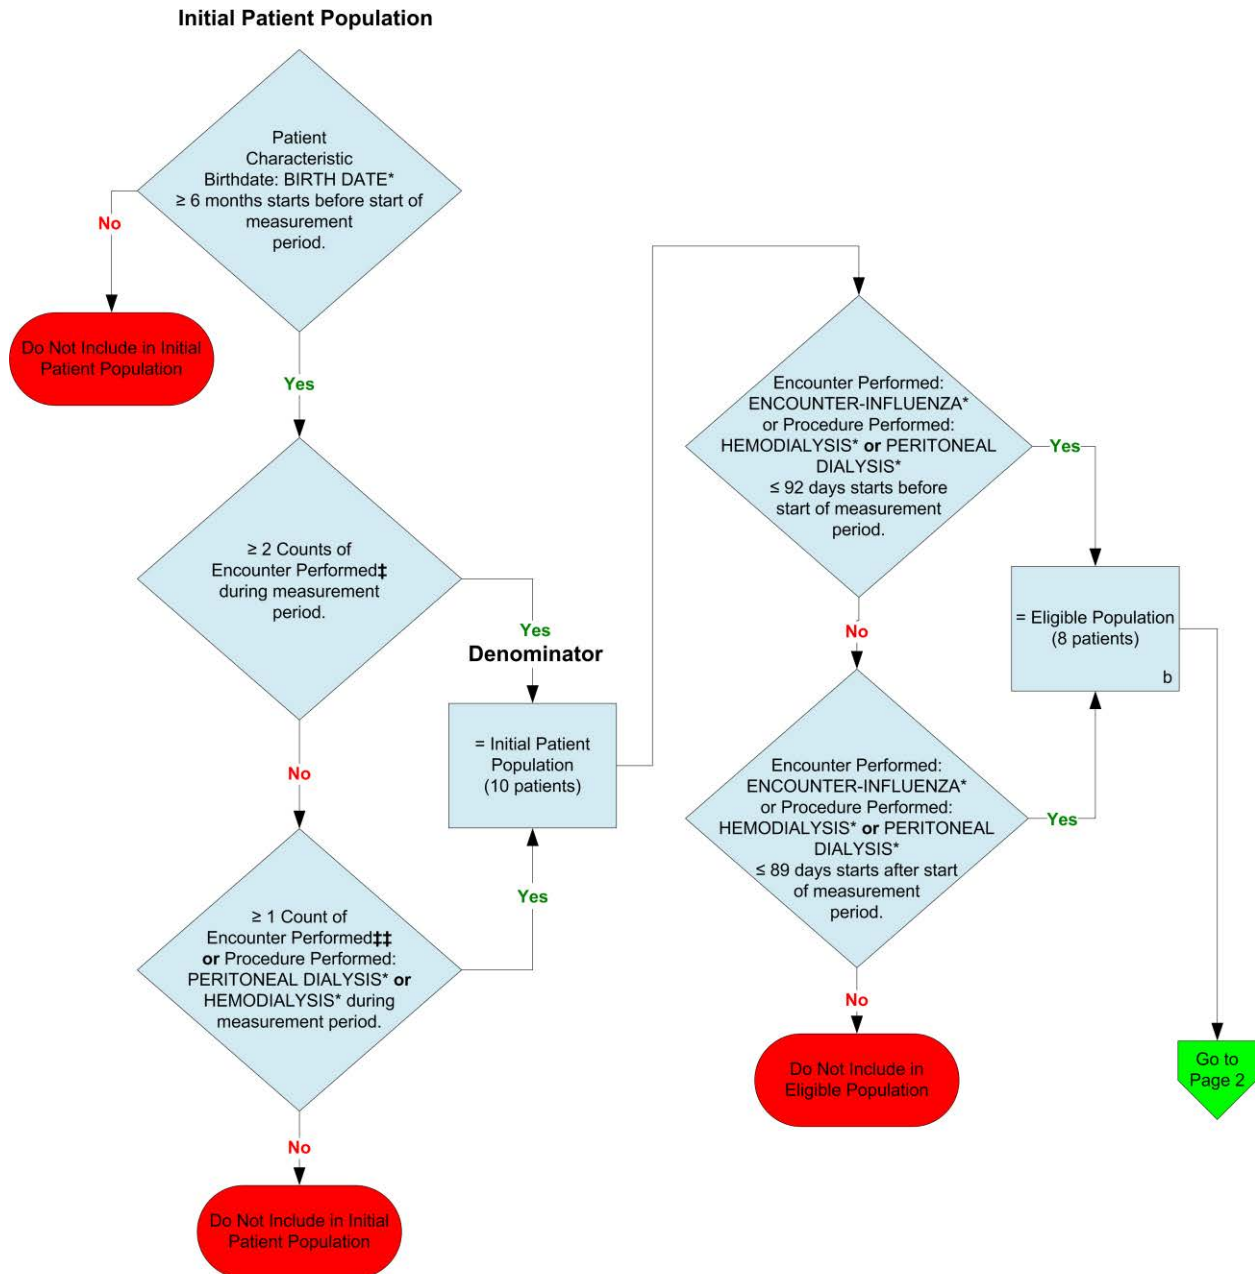 Initial Patient Population
Patient
Characteristic
Birthdate: BIRTH DATE*
≥ 6 months starts before start of
measurement
period.
No
Do Not Include in Initial
Patient Population
Yes
≥ 2 Counts of
Encounter Performed‡
during measurement
period.
Yes
Denominator
= Initial Patient
Population
(10 patients)
No
≥ 1 Count of
Encounter Performed‡‡
or Procedure Performed:
PERITONEAL DIALYSIS* or
HEMODIALYSIS* during
measurement period.
Yes
No
Do Not Include in Initial
Patient Population
Encounter Performed:
ENCOUNTER-INFLUENZA*
or Procedure Performed:
HEMODIALYSIS* or PERITONEAL
DIALYSIS*
≤ 92 days starts before
start of measurement
period.
Yes
= Eligible Population
(8 patients)
b
No
Encounter Performed:
ENCOUNTER-INFLUENZA*
or Procedure Performed:
HEMODIALYSIS* or PERITONEAL
DIALYSIS*
≤ 89 days starts after start
of measurement
period.
Yes
No
Do Not Include in
Eligible Population
Go to
Page 2